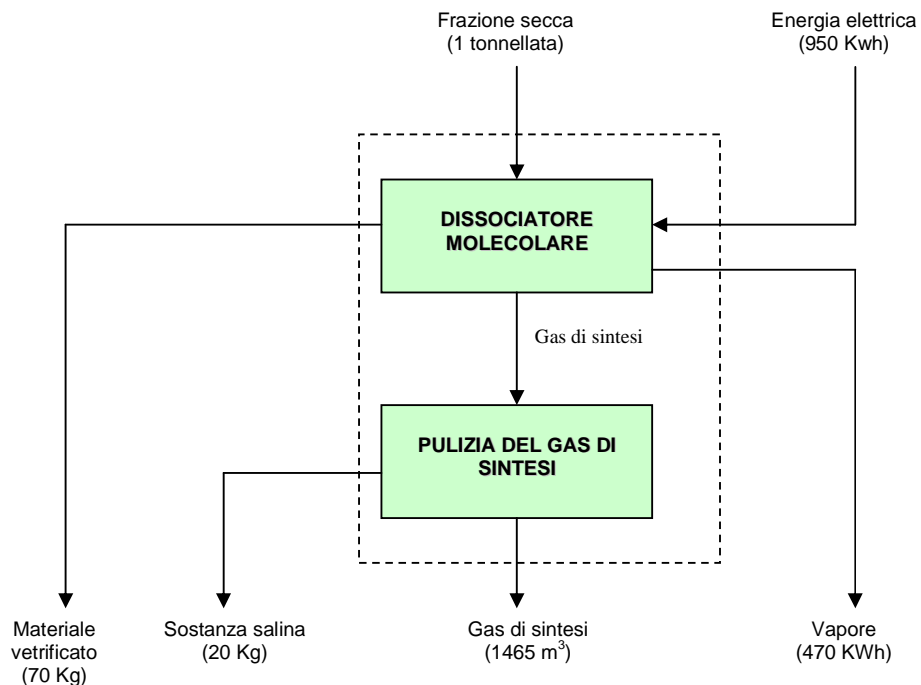 Frazione secca
(1 tonnellata)
Energia elettrica
(950 Kwh)
DISSOCIATORE
MOLECOLARE
Gas di sintesi
PULIZIA DEL GAS DI
SINTESI
Materiale
vetrificato
(70 Kg)
Sostanza salina
(20 Kg)
Gas di sintesi
(1465 m³)
Vapore
(470 KWh)